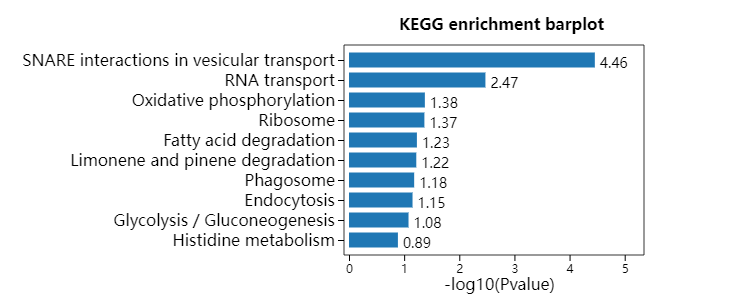 KEGG enrichment barplot
SNARE interactions in vesicular transport 4.46
RNA transport 2.47
Oxidative phosphorylation 1.38
Ribosome 1.37
Fatty acid degradation 1.23
Limonene and pinene degradation 1.22
Phagosome 1.18
Endocytosis 1.15
Glycolysis / Gluconeogenesis 1.08
Histidine metabolism 0.89
0 1 2 3 4 5
-log10(Pvalue)